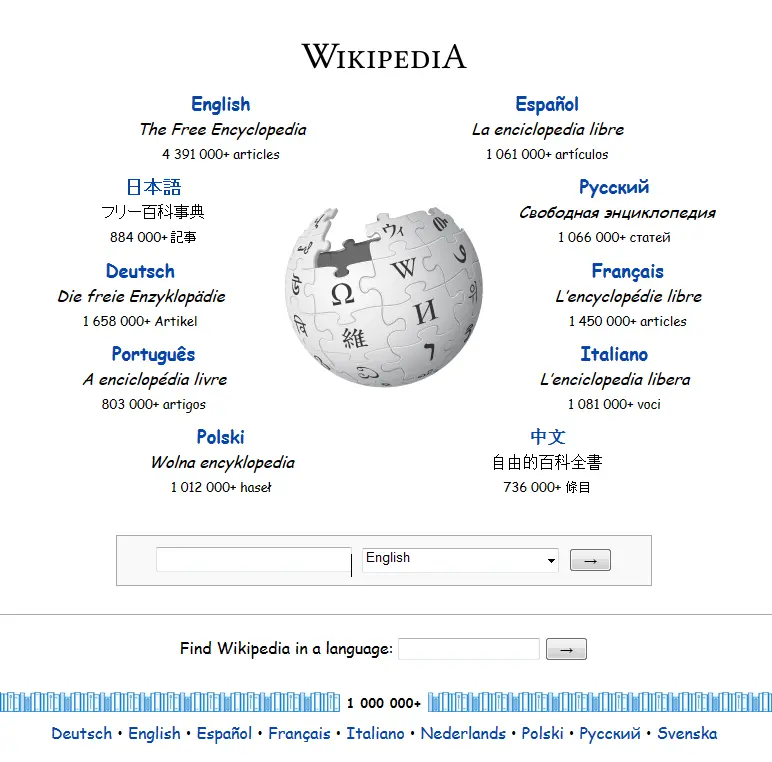 WIKIPEDIA
English
The Free Encyclopedia
4 391 000+ articles
Español
La enciclopedia libre
1 061 000+ artículos
日本語
フリー百科事典
884 000+ 記事
Русский
Свободная энциклопедия
1 066 000+ статей
Deutsch
Die freie Enzyklopädie
1 658 000+ Artikel
Français
L'encyclopédie libre
1 450 000+ articles
Português
A enciclopédia livre
803 000+ artigos
Italiano
L'enciclopedia libera
1 081 000+ voci
Polski
Wolna encyklopedia
1 012 000+ haseł
中文
自由的百科全書
736 000+ 條目
Ω
W
И
維
ウィ
English
→
Find Wikipedia in a language:
→
1 000 000+
Deutsch • English • Español • Français • Italiano • Nederlands • Polski • Русский • Svenska